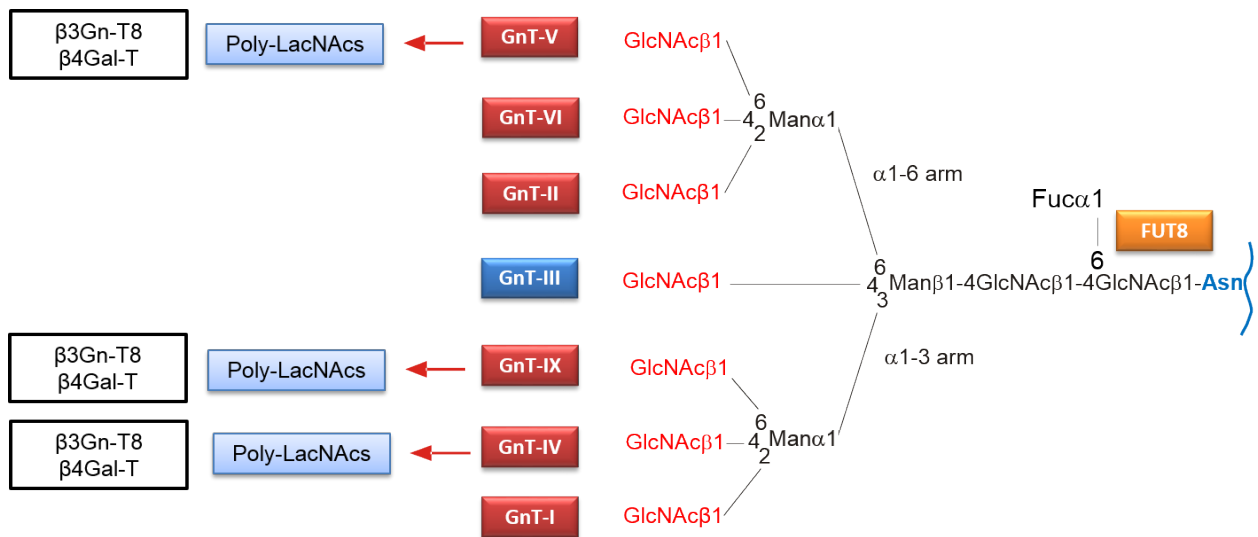 β3Gn-T8
β4Gal-T
Poly-LacNAcs
GnT-V
GlcNAcβ1
GnT-VI
GlcNAcβ1
6
4
2
Manα1
GnT-II
GlcNAcβ1
α1-6 arm
Fucα1
FUT8
6
GnT-III
GlcNAcβ1
6
4
3
Manβ1-4GlcNAcβ1-4GlcNAcβ1-Asn
β3Gn-T8
β4Gal-T
Poly-LacNAcs
GnT-IX
GlcNAcβ1
α1-3 arm
β3Gn-T8
β4Gal-T
Poly-LacNAcs
GnT-IV
GlcNAcβ1
6
4
2
Manα1
GnT-I
GlcNAcβ1